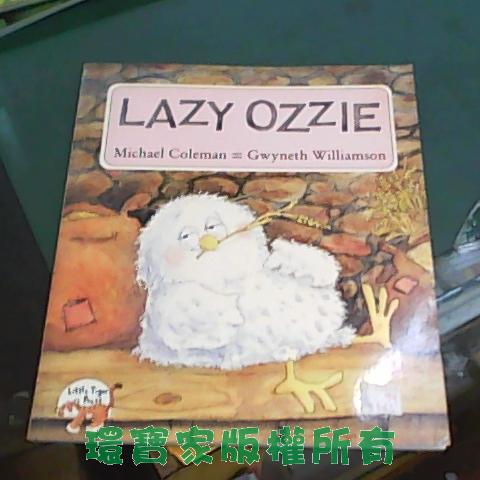 LAZY OZZIE
Michael Coleman = Gwyneth Williamson
Little Tiger
Press
環寶家版權所有